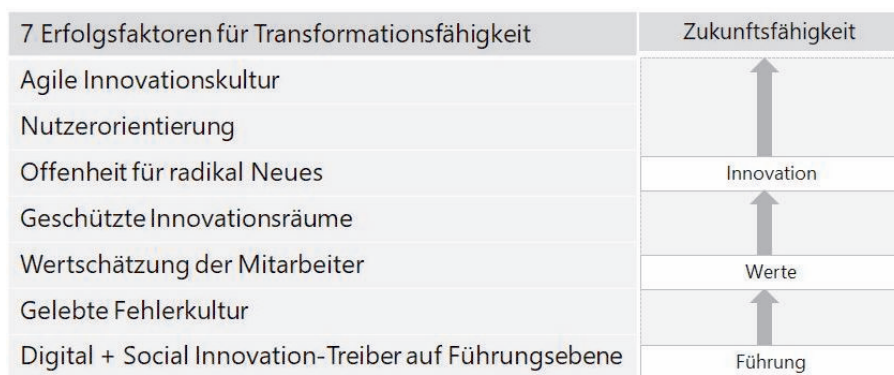 7 Erfolgsfaktoren für Transformationsfähigkeit
Zukunftsfähigkeit
Agile Innovationskultur
Nutzerorientierung
Offenheit für radikal Neues
Innovation
Geschützte Innovationsräume
Wertschätzung der Mitarbeiter
Werte
Gelebte Fehlerkultur
Digital + Social Innovation-Treiber auf Führungsebene
Führung